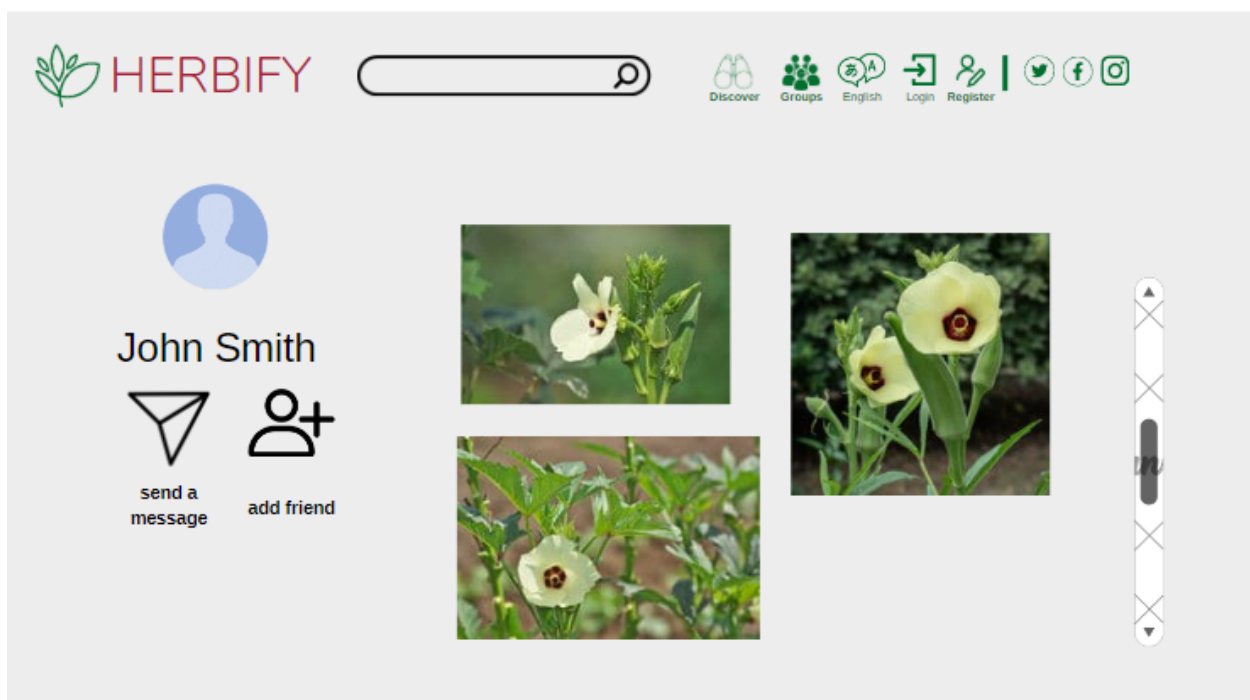 HERBIFY
Discover
Groups
English
Login
Register
John Smith
send a
message
add friend